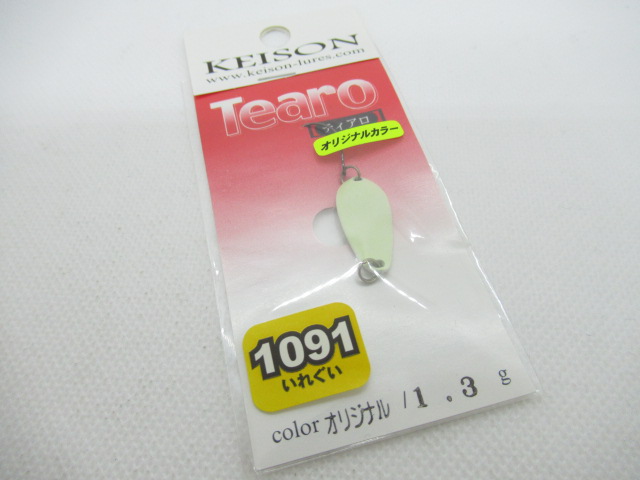 KEISON
www.keison-lures.com
Tearo
ティアロ
オリジナルカラー
1091
いれぐい
color オリジナル /1.3 g